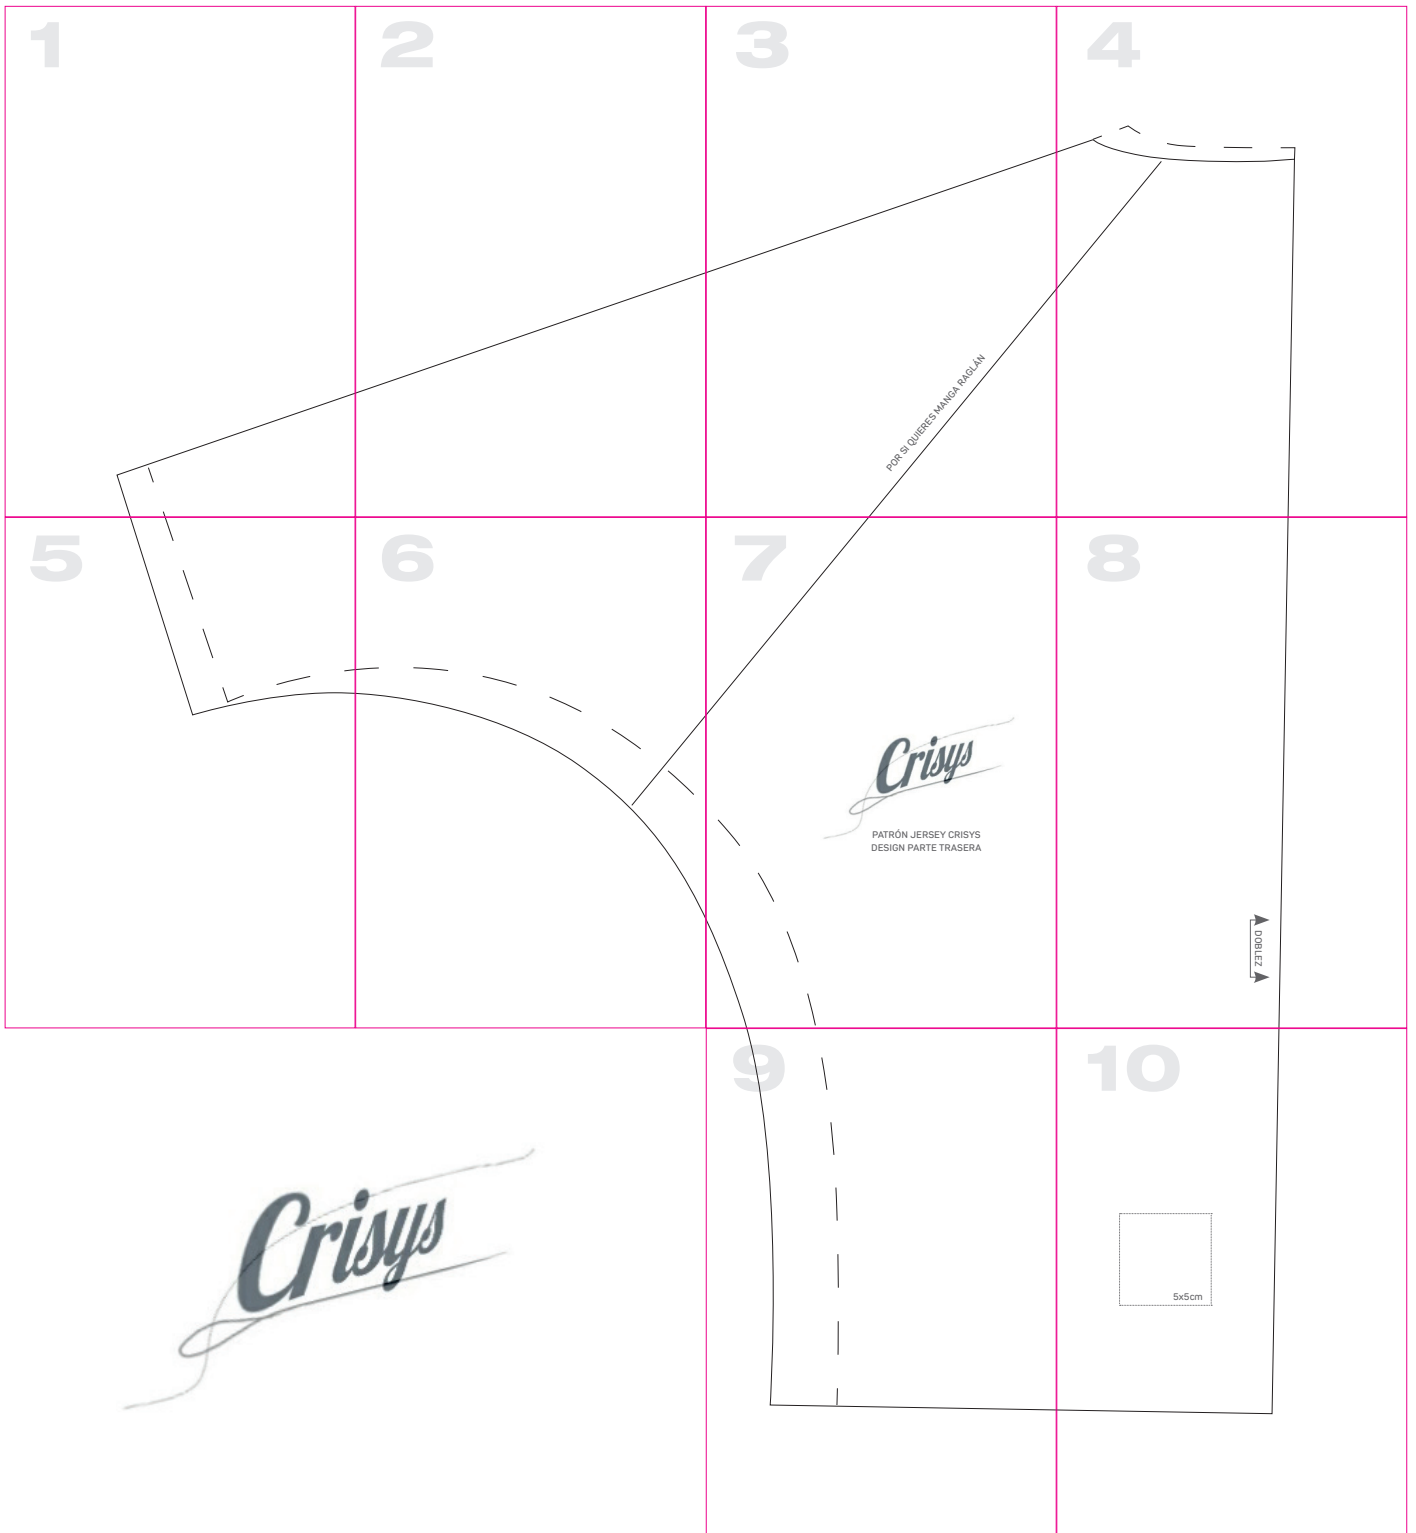 1
2
3
4
POR SI QUIERES MANGA RAGLÁN
5
6
7
8
Crisys
PATRÓN JERSEY CRISYS
DESIGN PARTE TRASERA
DOBLEZ
9
10
Crisys
5x5cm